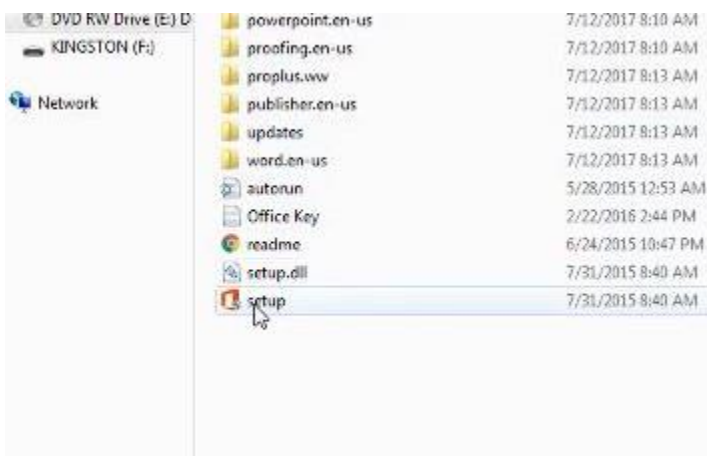 DVD RW Drive (E:) D
KINGSTON (F:)
Network
powerpoint.en-us 7/12/2017 8:10 AM
proofing.en-us 7/12/2017 8:10 AM
proplus.ww 7/12/2017 8:13 AM
publisher.en-us 7/12/2017 8:13 AM
updates 7/12/2017 8:13 AM
word.en-us 7/12/2017 8:13 AM
autorun 5/28/2015 12:53 AM
Office Key 2/22/2016 2:44 PM
readme 6/24/2015 10:47 PM
setup.dll 7/31/2015 8:40 AM
setup 7/31/2015 8:40 AM